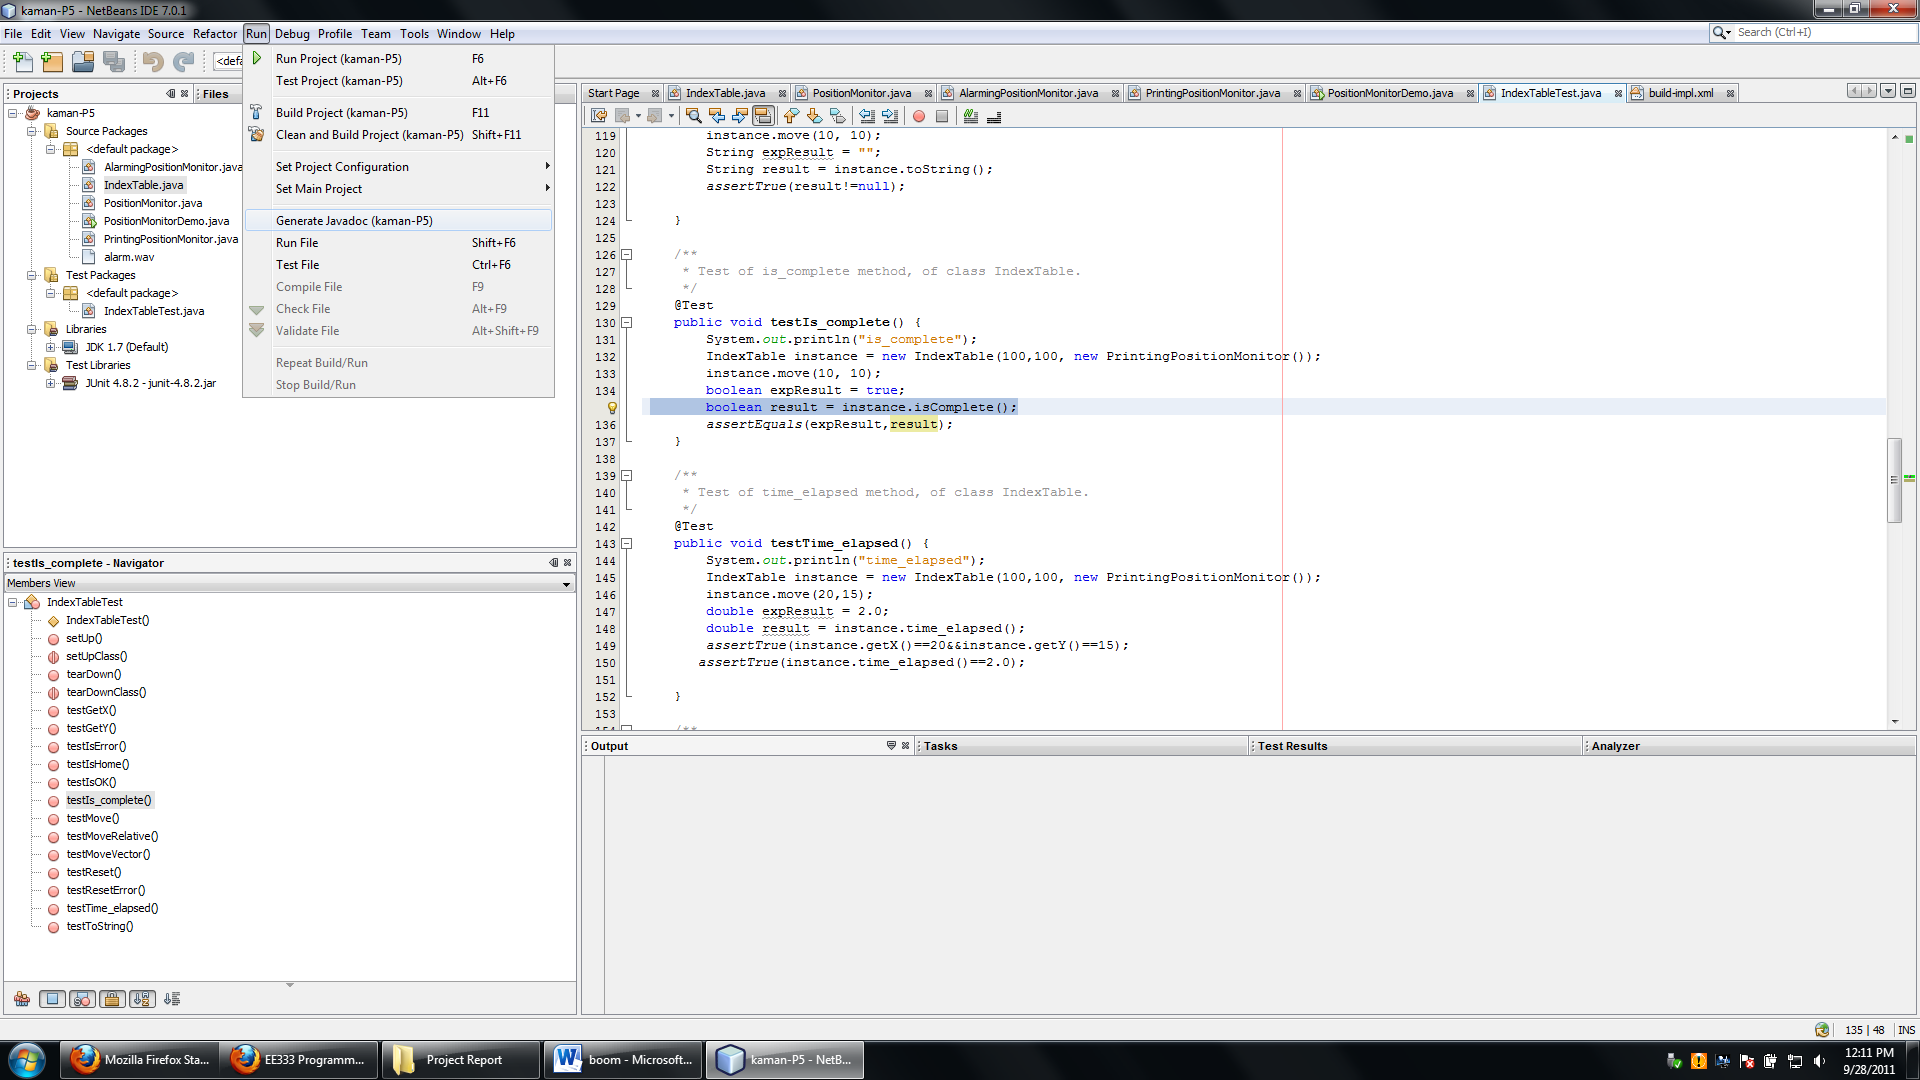 kaman-P5 - NetBeans IDE 7.0.1
File Edit View Navigate Source Refactor Run Debug Profile Team Tools Window Help
Search (Ctrl+I)
<defa
Run Project (kaman-P5) F6
Test Project (kaman-P5) Alt+F6
Build Project (kaman-P5) F11
Clean and Build Project (kaman-P5) Shift+F11
Set Project Configuration
Set Main Project
Generate Javadoc (kaman-P5)
Run File Shift+F6
Test File Ctrl+F6
Compile File F9
Check File Alt+F9
Validate File Alt+Shift+F9
Repeat Build/Run
Stop Build/Run
Projects Files
kaman-P5
Source Packages
<default package>
AlarmingPositionMonitor.java
IndexTable.java
PositionMonitor.java
PositionMonitorDemo.java
PrintingPositionMonitor.java
alarm.wav
Test Packages
<default package>
IndexTableTest.java
Libraries
JDK 1.7 (Default)
Test Libraries
JUnit 4.8.2 - junit-4.8.2.jar
testIs_complete - Navigator
Members View
IndexTableTest
IndexTableTest()
setUp()
setUpClass()
tearDown()
tearDownClass()
testGetX()
testGetY()
testIsError()
testIsHome()
testIsOK()
testIs_complete()
testMove()
testMoveRelative()
testMoveVector()
testReset()
testResetError()
testTime_elapsed()
testToString()
Start Page IndexTable.java PositionMonitor.java AlarmingPositionMonitor.java PrintingPositionMonitor.java PositionMonitorDemo.java IndexTableTest.java build-impl.xml
119 instance.move(10, 10);
120 String expResult = "";
121 String result = instance.toString();
122 assertTrue(result!=null);
123
124 }
125
126 /**
127 * Test of is_complete method, of class IndexTable.
128 */
129 @Test
130 public void testIs_complete() {
131 System.out.println("is_complete");
132 IndexTable instance = new IndexTable(100,100, new PrintingPositionMonitor());
133 instance.move(10, 10);
134 boolean expResult = true;
boolean result = instance.isComplete();
136 assertEquals(expResult,result);
137 }
138
139 /**
140 * Test of time_elapsed method, of class IndexTable.
141 */
142 @Test
143 public void testTime_elapsed() {
144 System.out.println("time_elapsed");
145 IndexTable instance = new IndexTable(100,100, new PrintingPositionMonitor());
146 instance.move(20,15);
147 double expResult = 2.0;
148 double result = instance.time_elapsed();
149 assertTrue(instance.getX()==20&&instance.getY()==15);
150 assertTrue(instance.time_elapsed()==2.0);
151
152 }
153
154 /**
Output Tasks Test Results Analyzer
135 | 48 INS
Mozilla Firefox Sta... EE333 Programm... Project Report boom - Microsoft... kaman-P5 - NetB...
12:11 PM
9/28/2011